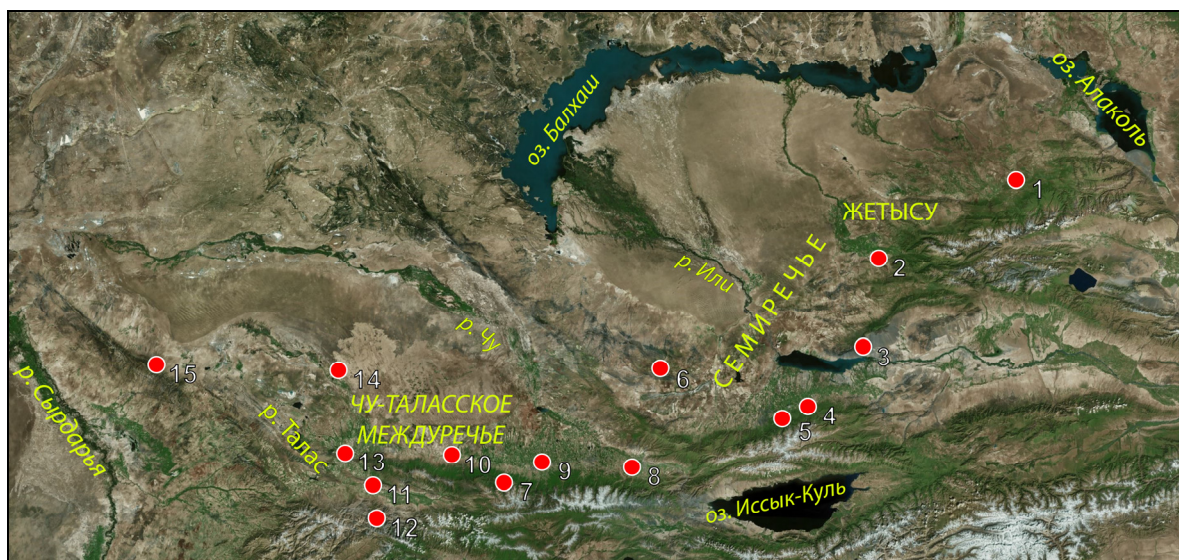 оз. Балхаш
оз. Алаколь
1
ЖЕТЫСУ
2
р. Или
СЕМИРЕЧЬЕ
р. Чу
3
6
15
14
р. Сырдарья
р. Талас
ЧУ-ТАЛАССКОЕ
МЕЖДУРЕЧЬЕ
4
5
13
10
9
8
7
11
12
оз. Иссык-Куль